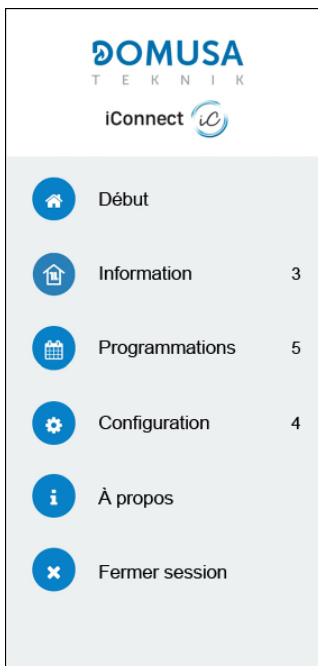 DOMUSA
TEKNIK
iConnect iC
Début
Information 3
Programmations 5
Configuration 4
À propos
Fermer session